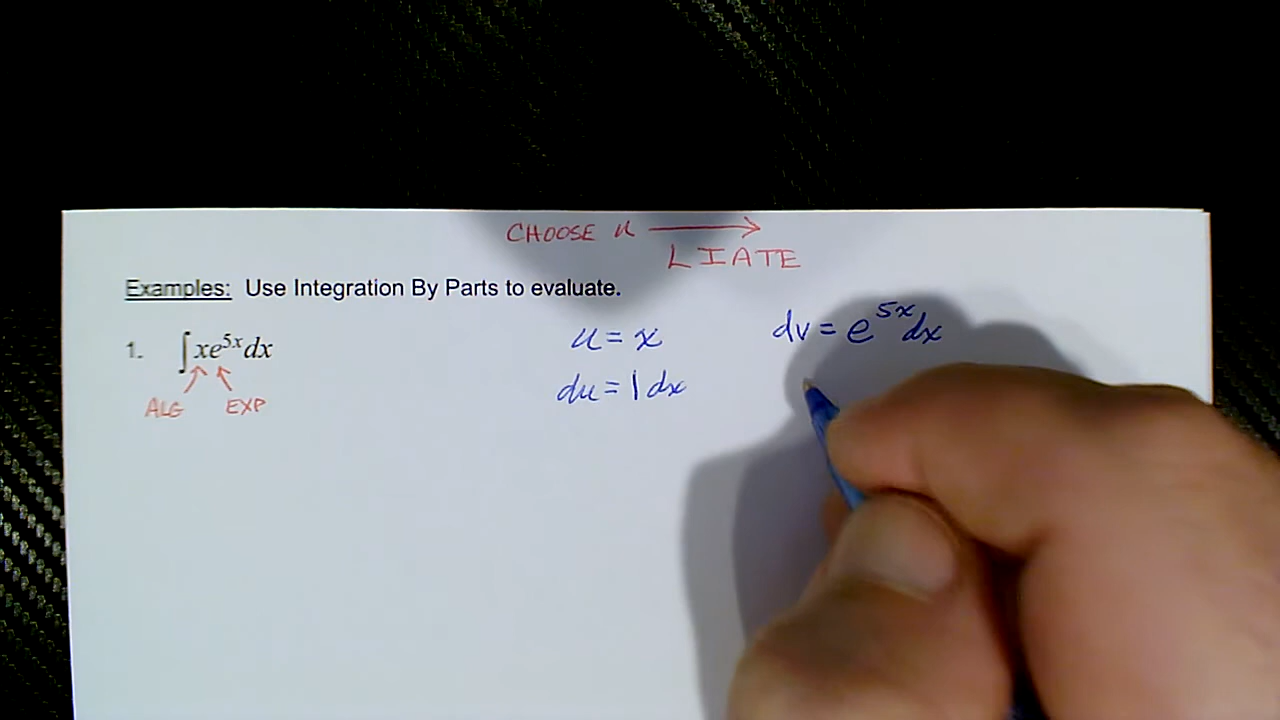 CHOOSE u ⟶
LIATE
Examples: Use Integration By Parts to evaluate.
1. ∫xe^{5x}dx
ALG EXP
u = x
du = 1 dx
dv = e^{5x}dx